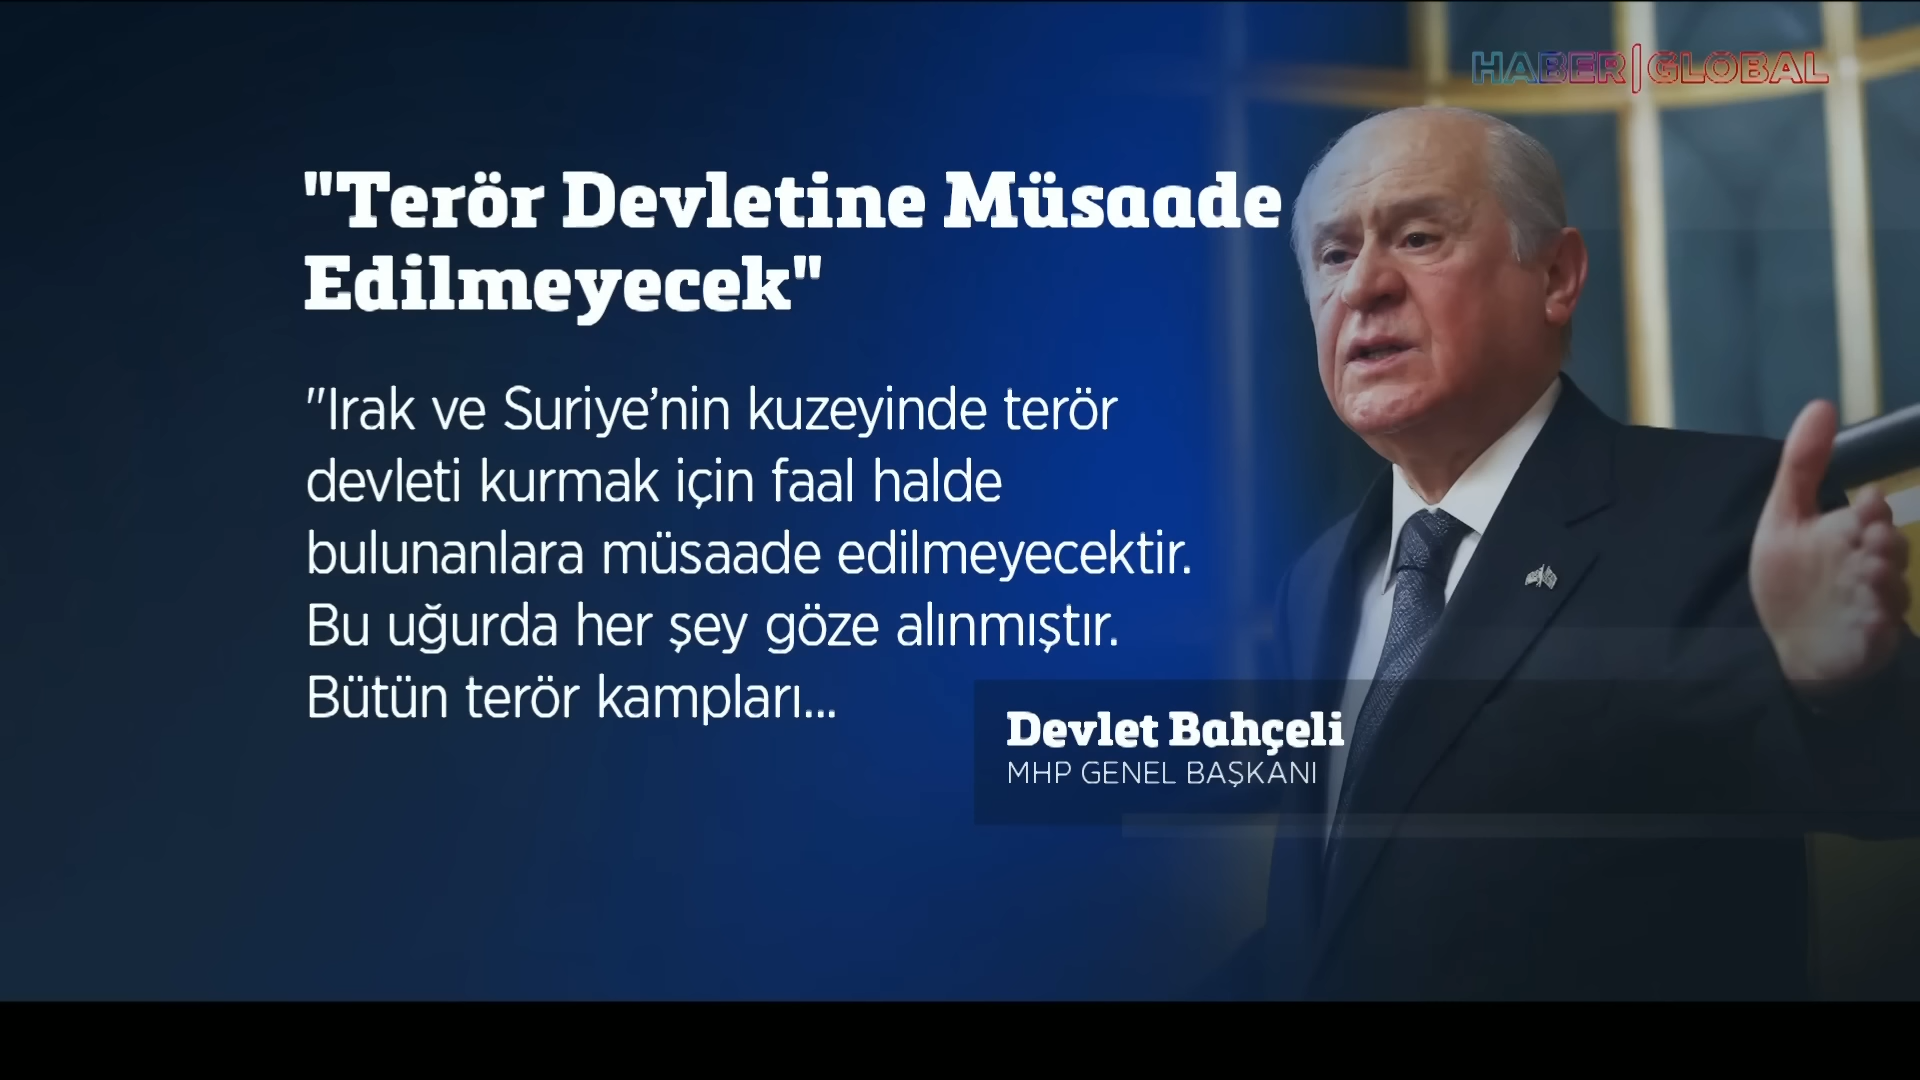 HABER|GLOBAL
"Terör Devletine Müsaade
Edilmeyecek"
"Irak ve Suriye’nin kuzeyinde terör
devleti kurmak için faal halde
bulunanlara müsaade edilmeyecektir.
Bu uğurda her şey göze alınmıştır.
Bütün terör kampları...
Devlet Bahçeli
MHP GENEL BAŞKANI